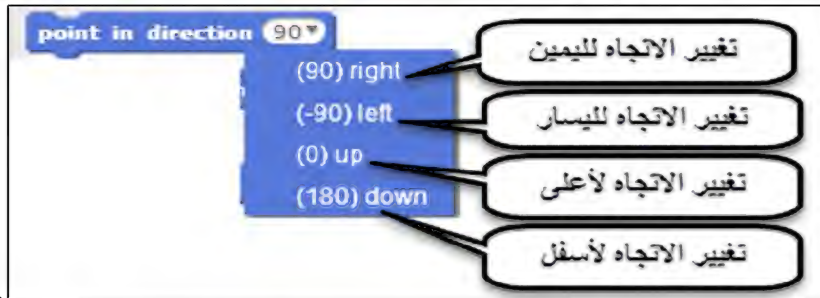 point in direction 90
(90) right
تغيير الاتجاه لليمين
(-90) left
تغيير الاتجاه لليسار
(0) up
تغيير الاتجاه لأعلى
(180) down
تغيير الاتجاه لأسفل